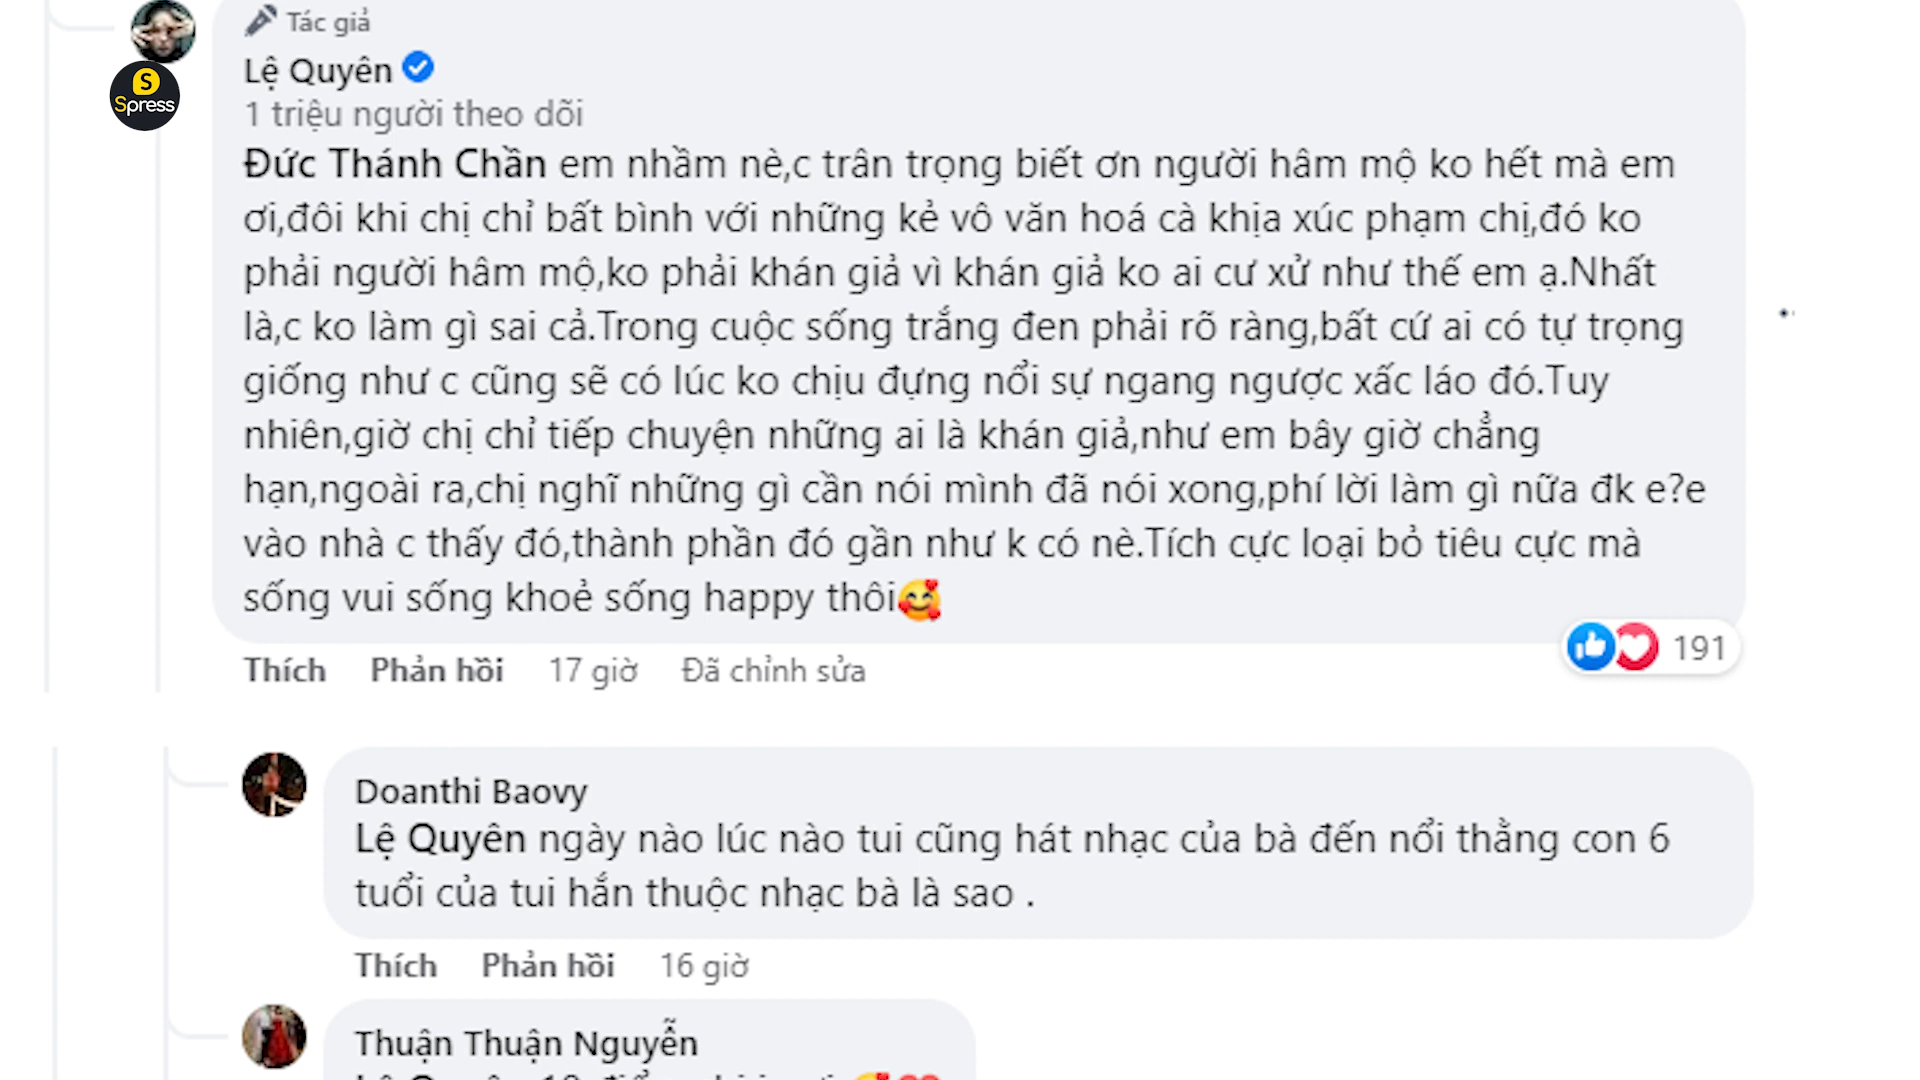 Tác giả
Lệ Quyên
1 triệu người theo dõi
S
Spress
Đức Thánh Chần em nhầm nè,c trân trọng biết ơn người hâm mộ ko hết mà em
ơi,đôi khi chị chỉ bất bình với những kẻ vô văn hoá cà khịa xúc phạm chị,đó ko
phải người hâm mộ,ko phải khán giả vì khán giả ko ai cư xử như thế em ạ.Nhất
là,c ko làm gì sai cả.Trong cuộc sống trắng đen phải rõ ràng,bất cứ ai có tự trọng
giống như c cũng sẽ có lúc ko chịu đựng nổi sự ngang ngược xấc láo đó.Tuy
nhiên,giờ chị chỉ tiếp chuyện những ai là khán giả,như em bây giờ chẳng
hạn,ngoài ra,chị nghĩ những gì cần nói mình đã nói xong,phí lời làm gì nữa đk e?e
vào nhà c thấy đó,thành phần đó gần như k có nè.Tích cực loại bỏ tiêu cực mà
sống vui sống khoẻ sống happy thôi🥰
191
Thích Phản hồi 17 giờ Đã chỉnh sửa
Doanthi Baovy
Lệ Quyên ngày nào lúc nào tui cũng hát nhạc của bà đến nổi thằng con 6
tuổi của tui hắn thuộc nhạc bà là sao .
Thích Phản hồi 16 giờ
Thuận Thuận Nguyễn
Lệ Quyên